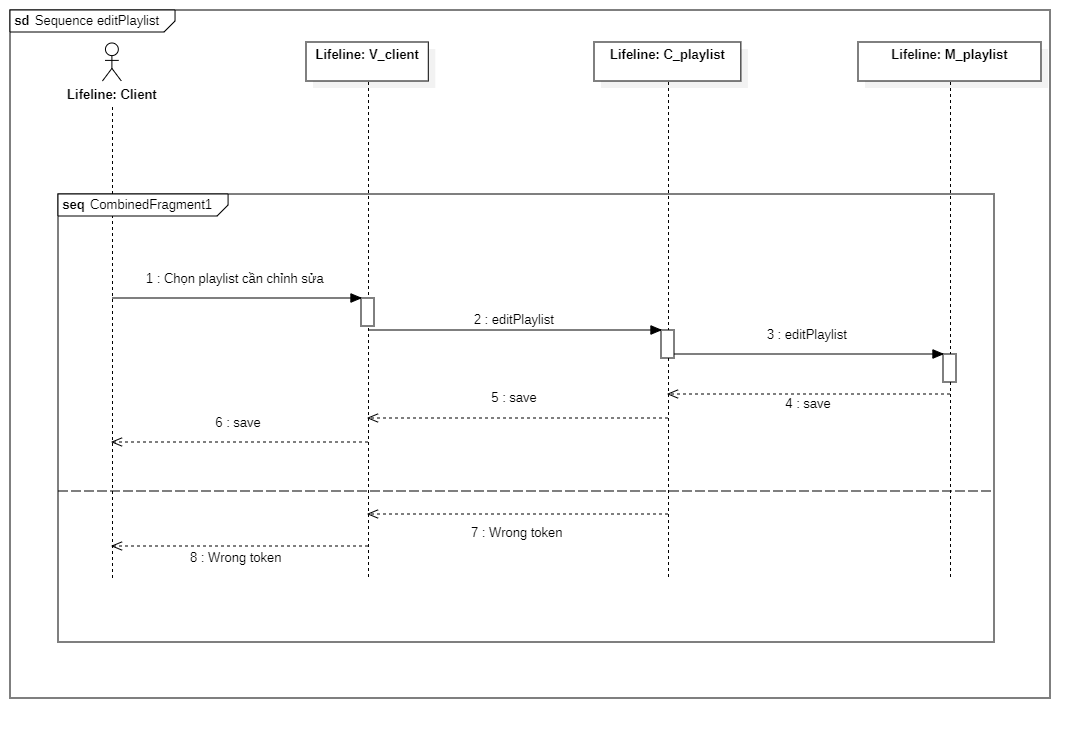 sd Sequence editPlaylist
Lifeline: Client
Lifeline: V_client
Lifeline: C_playlist
Lifeline: M_playlist
seq CombinedFragment1
1 : Chọn playlist cần chỉnh sửa
2 : editPlaylist
3 : editPlaylist
4 : save
5 : save
6 : save
7 : Wrong token
8 : Wrong token